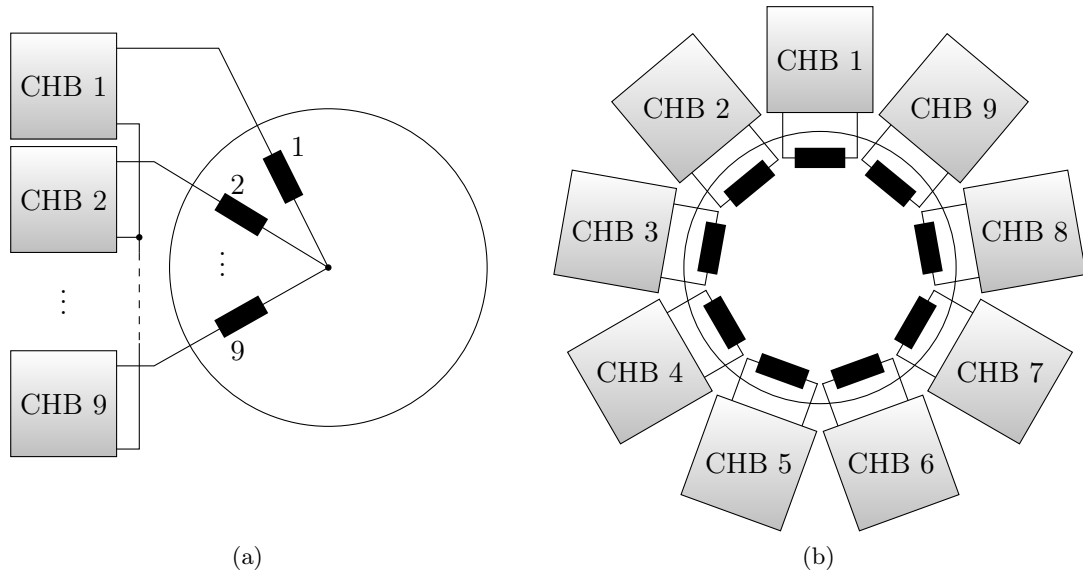 CHB 1
CHB 2
⋮
CHB 9
1
2
⋮
9
(a)
CHB 1
CHB 2
CHB 9
CHB 3
CHB 8
CHB 4
CHB 7
CHB 5
CHB 6
(b)